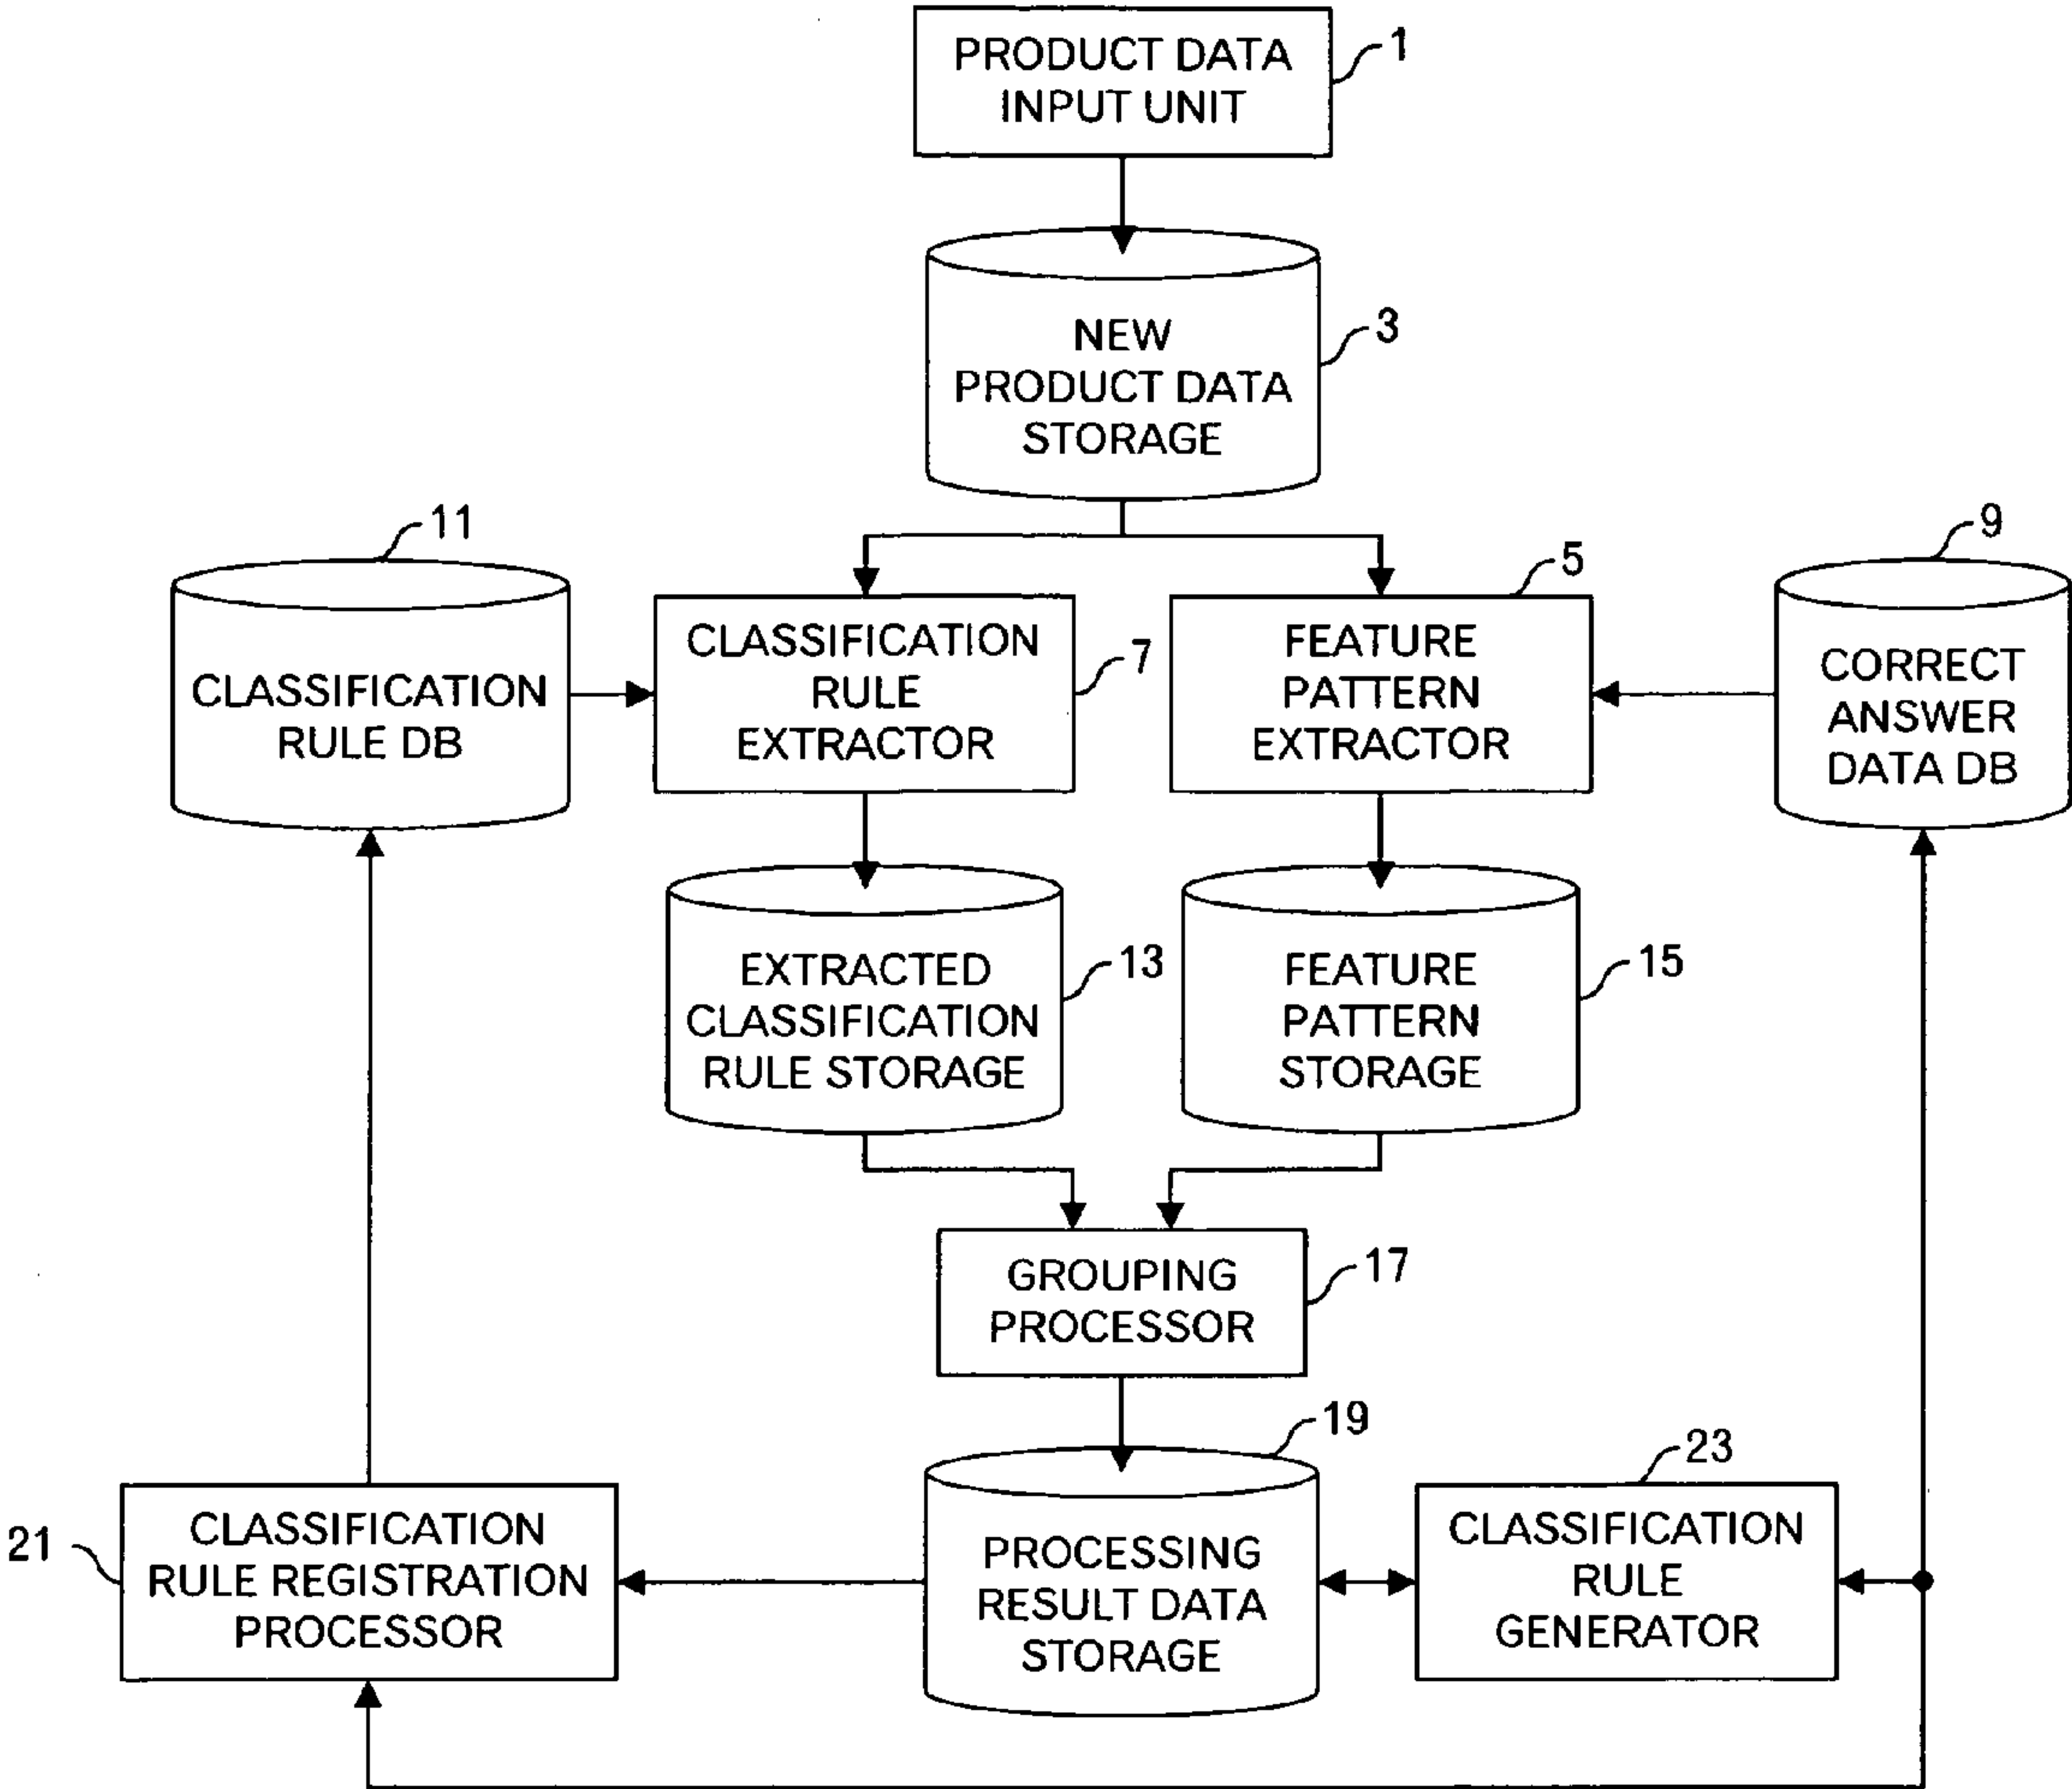 PRODUCT DATA
INPUT UNIT
1
NEW
PRODUCT DATA
STORAGE
3
11
CLASSIFICATION
RULE DB
CLASSIFICATION
RULE
EXTRACTOR
7
5
FEATURE
PATTERN
EXTRACTOR
9
CORRECT
ANSWER
DATA DB
EXTRACTED
CLASSIFICATION
RULE STORAGE
13
FEATURE
PATTERN
STORAGE
15
GROUPING
PROCESSOR
17
21
CLASSIFICATION
RULE REGISTRATION
PROCESSOR
19
PROCESSING
RESULT DATA
STORAGE
23
CLASSIFICATION
RULE
GENERATOR